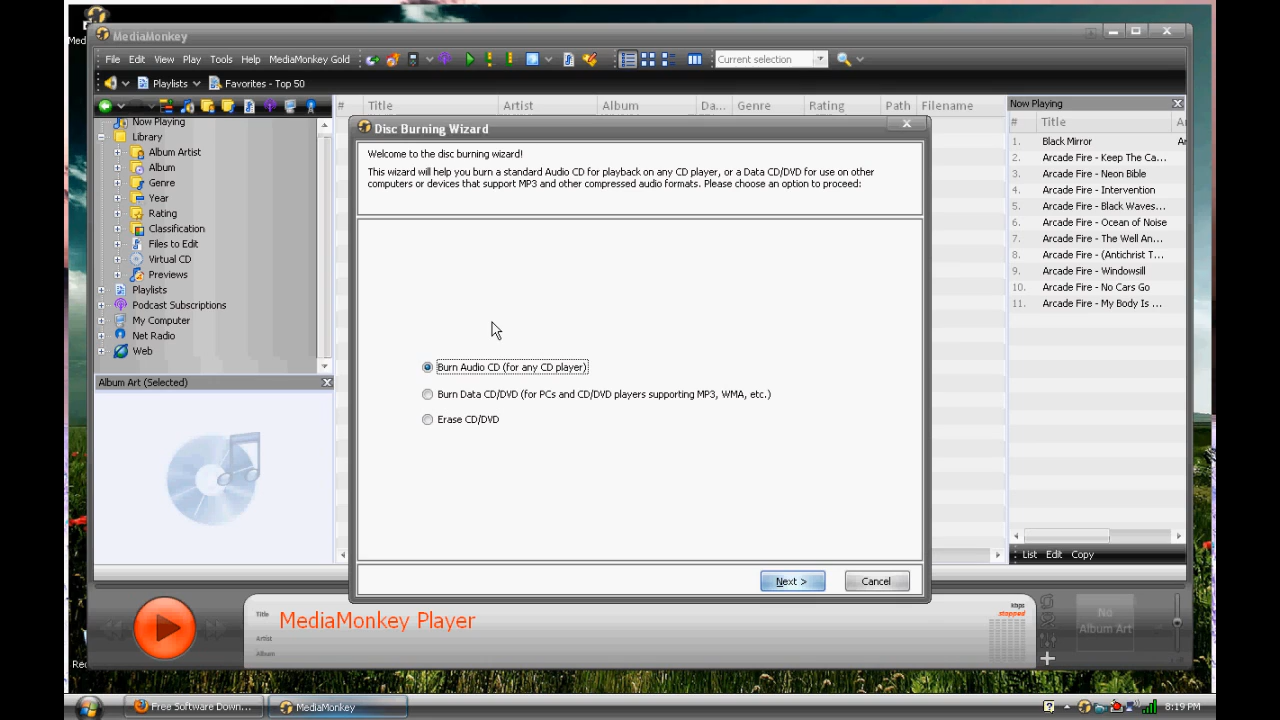 MediaMonkey
File Edit View Play Tools Help MediaMonkey Gold
Current selection
Playlists
Favorites - Top 50
# Title Artist Album Da... Genre Rating Path Filename
Now Playing
Library
Album Artist
Album
Genre
Year
Rating
Classification
Files to Edit
Virtual CD
Previews
Playlists
Podcast Subscriptions
My Computer
Net Radio
Web
Album Art (Selected)
Disc Burning Wizard
Welcome to the disc burning wizard!
This wizard will help you burn a standard Audio CD for playback on any CD player, or a Data CD/DVD for use on other
computers or devices that support MP3 and other compressed audio formats. Please choose an option to proceed:
Burn Audio CD (for any CD player)
Burn Data CD/DVD (for PCs and CD/DVD players supporting MP3, WMA, etc.)
Erase CD/DVD
Next >
Cancel
Now Playing
# Title
1. Black Mirror
2. Arcade Fire - Keep The Ca...
3. Arcade Fire - Neon Bible
4. Arcade Fire - Intervention
5. Arcade Fire - Black Waves...
6. Arcade Fire - Ocean of Noise
7. Arcade Fire - The Well An...
8. Arcade Fire - (Antichrist T...
9. Arcade Fire - Windowsill
10. Arcade Fire - No Cars Go
11. Arcade Fire - My Body Is ...
List Edit Copy
Title MediaMonkey Player
Artist
Album
Kbps
stopped
No
Album Art
Free Software Down...
MediaMonkey
8:19 PM